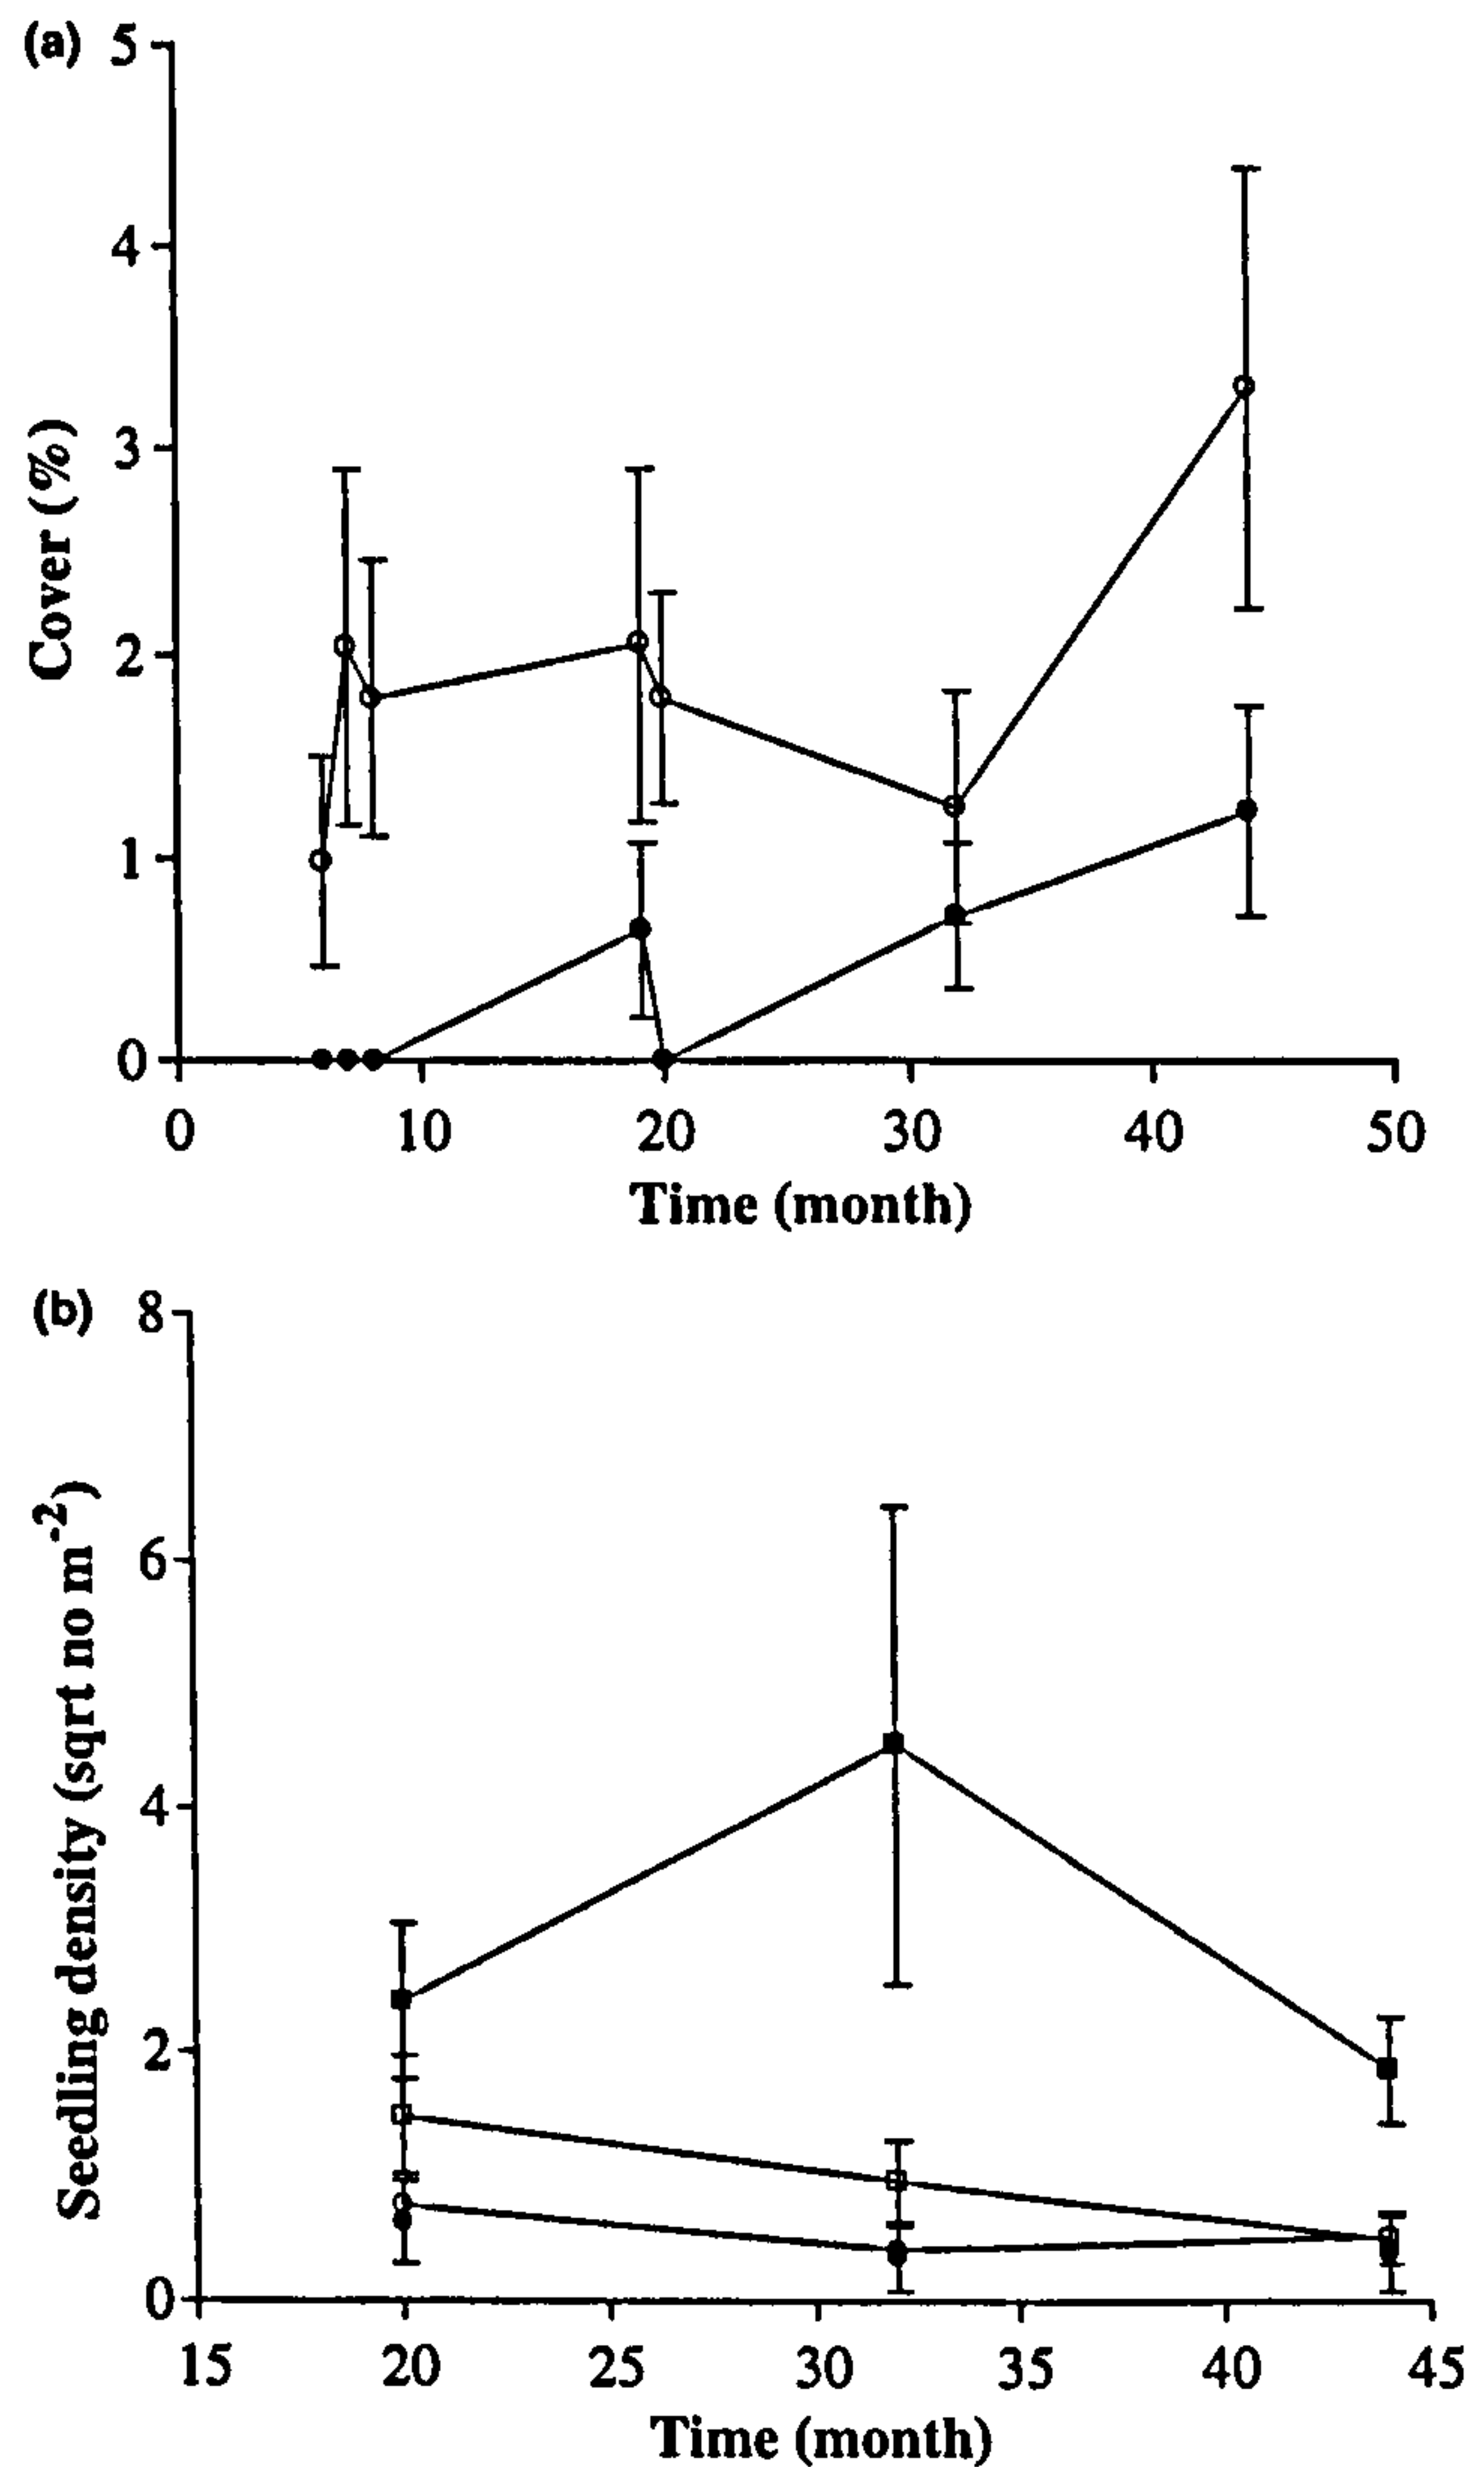 (a)
5
4
3
2
1
0
Cover (%)
0 10 20 30 40 50
Time (month)
(b)
8
6
4
2
0
Seedling density (sqrt no m⁻²)
15 20 25 30 35 40 45
Time (month)